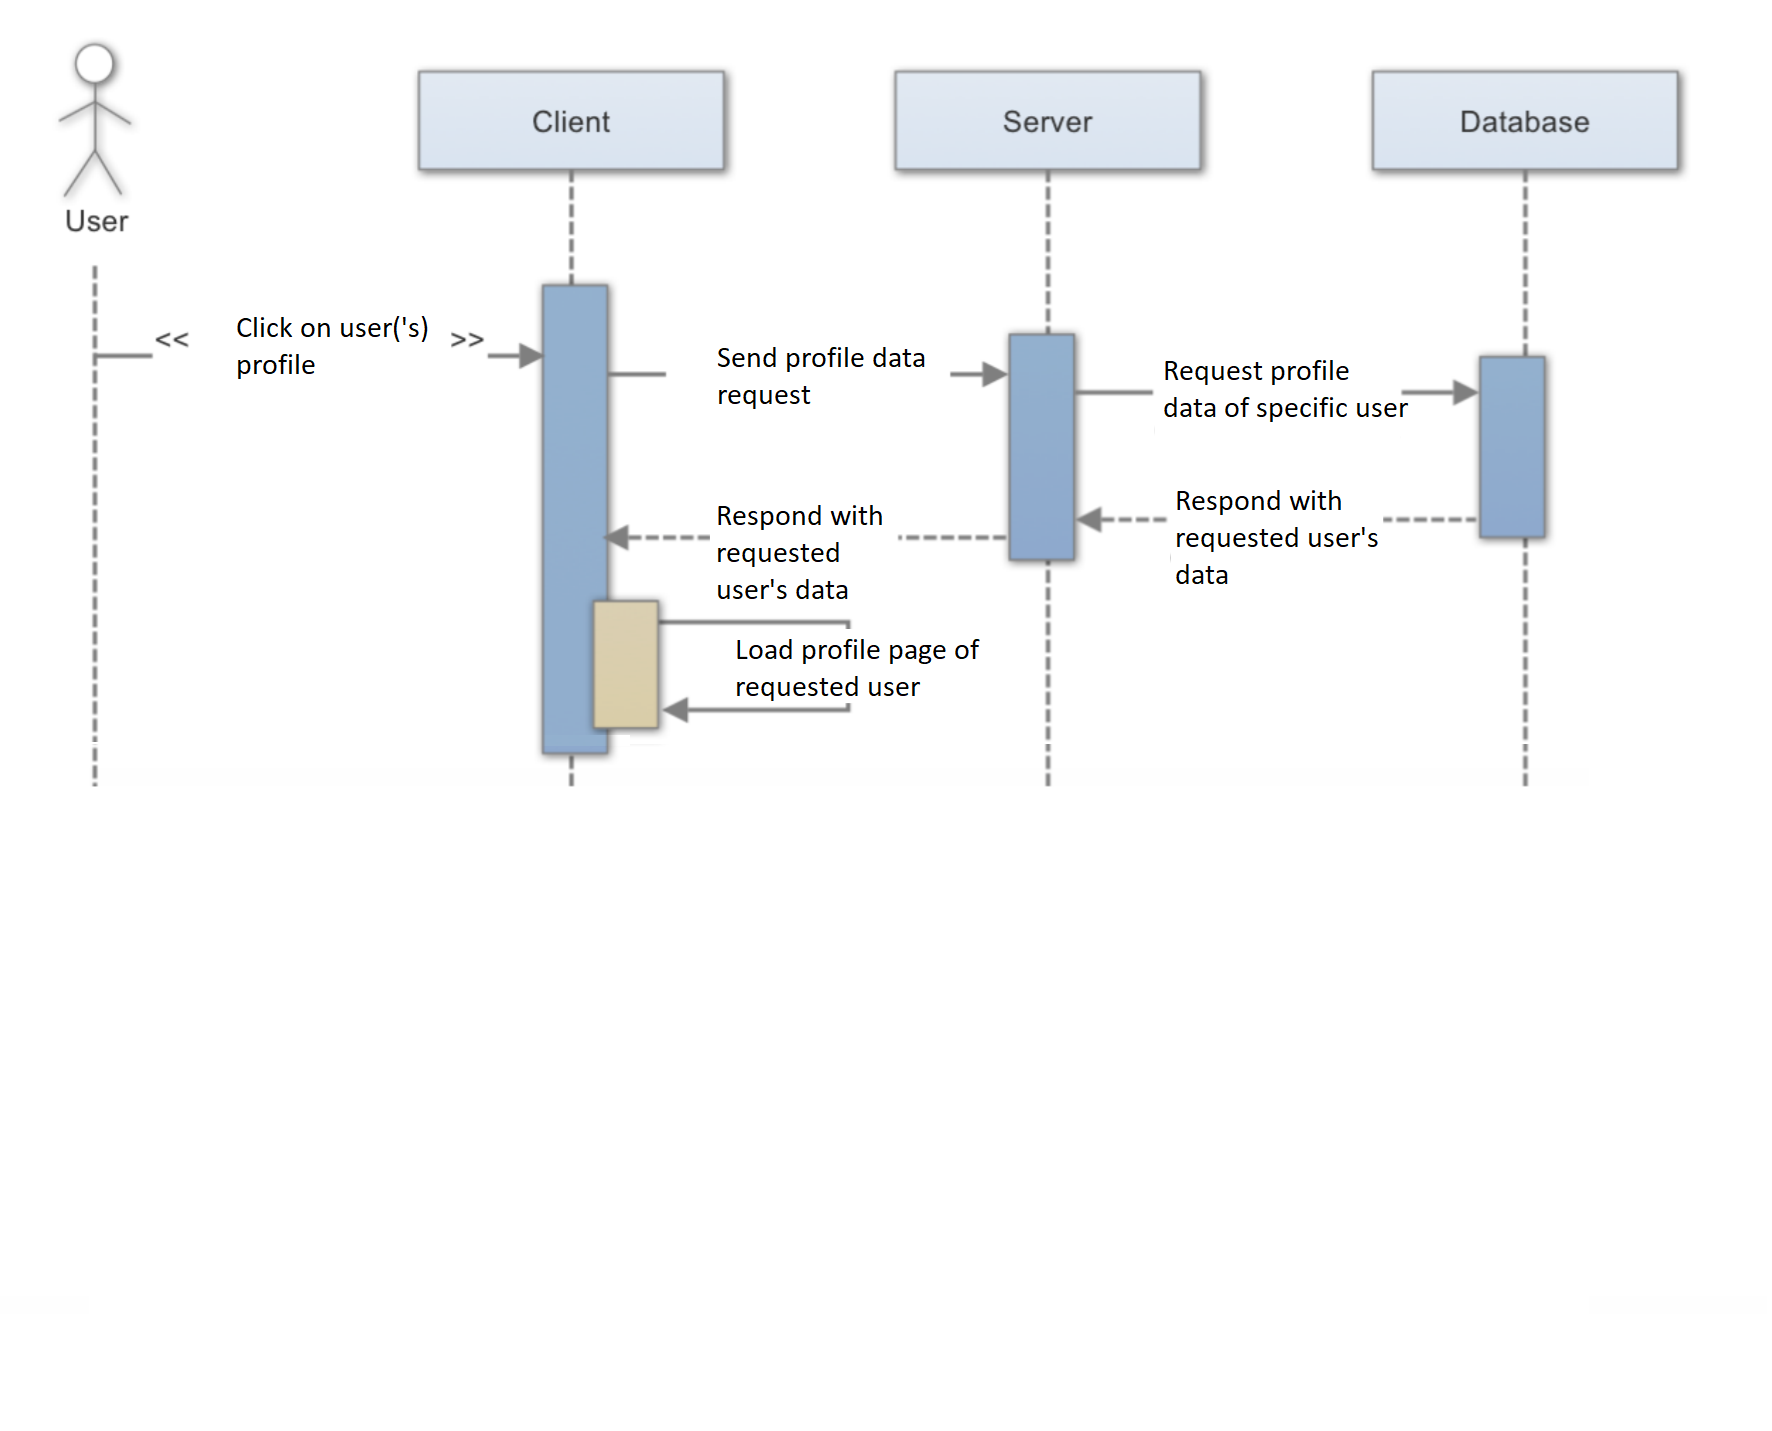 Client
Server
Database
User
<< Click on user('s) >>
profile
Send profile data
request
Request profile
data of specific user
Respond with
requested user's
data
Respond with
requested
user's data
Load profile page of
requested user